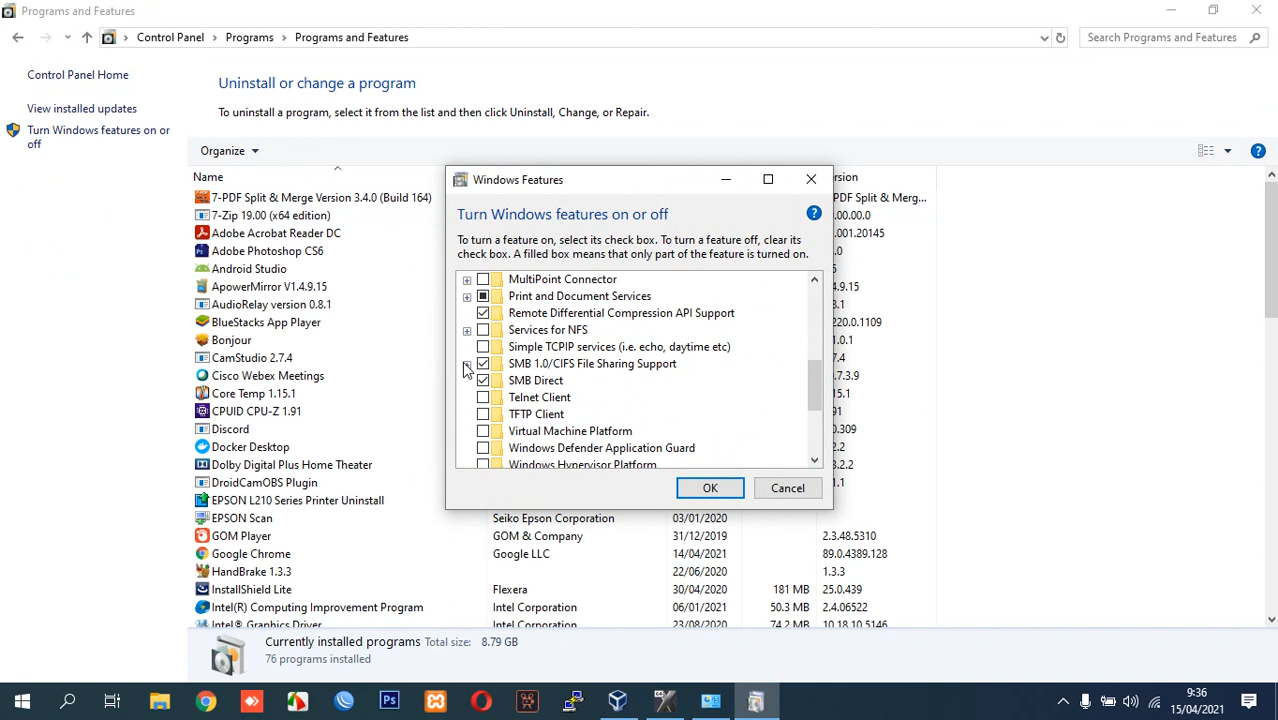 Programs and Features
Control Panel > Programs > Programs and Features
Search Programs and Features
Control Panel Home
View installed updates
Turn Windows features on or off
Uninstall or change a program
To uninstall a program, select it from the list and then click Uninstall, Change, or Repair.
Organize
Name
7-PDF Split & Merge Version 3.4.0 (Build 164)
7-Zip 19.00 (x64 edition)
Adobe Acrobat Reader DC
Adobe Photoshop CS6
Android Studio
ApowerMirror V1.4.9.15
AudioRelay version 0.8.1
BlueStacks App Player
Bonjour
CamStudio 2.7.4
Cisco Webex Meetings
Core Temp 1.15.1
CPUID CPU-Z 1.91
Discord
Docker Desktop
Dolby Digital Plus Home Theater
DroidCamOBS Plugin
EPSON L210 Series Printer Uninstall
EPSON Scan Seiko Epson Corporation 03/01/2020
GOM Player GOM & Company 31/12/2019 2.3.48.5310
Google Chrome Google LLC 14/04/2021 89.0.4389.128
HandBrake 1.3.3 22/06/2020 1.3.3
InstallShield Lite Flexera 30/04/2020 181 MB 25.0.439
Intel(R) Computing Improvement Program Intel Corporation 06/01/2021 50.3 MB 2.4.06522
Intel® Graphics Driver Intel Corporation 23/08/2020 74.2 MB 10.18.10.5146
Windows Features
Turn Windows features on or off
To turn a feature on, select its check box. To turn a feature off, clear its
check box. A filled box means that only part of the feature is turned on.
MultiPoint Connector
Print and Document Services
Remote Differential Compression API Support
Services for NFS
Simple TCPIP services (i.e. echo, daytime etc)
SMB 1.0/CIFS File Sharing Support
SMB Direct
Telnet Client
TFTP Client
Virtual Machine Platform
Windows Defender Application Guard
Windows Hypervisor Platform
OK Cancel
Currently installed programs Total size: 8.79 GB
76 programs installed
9:36
15/04/2021